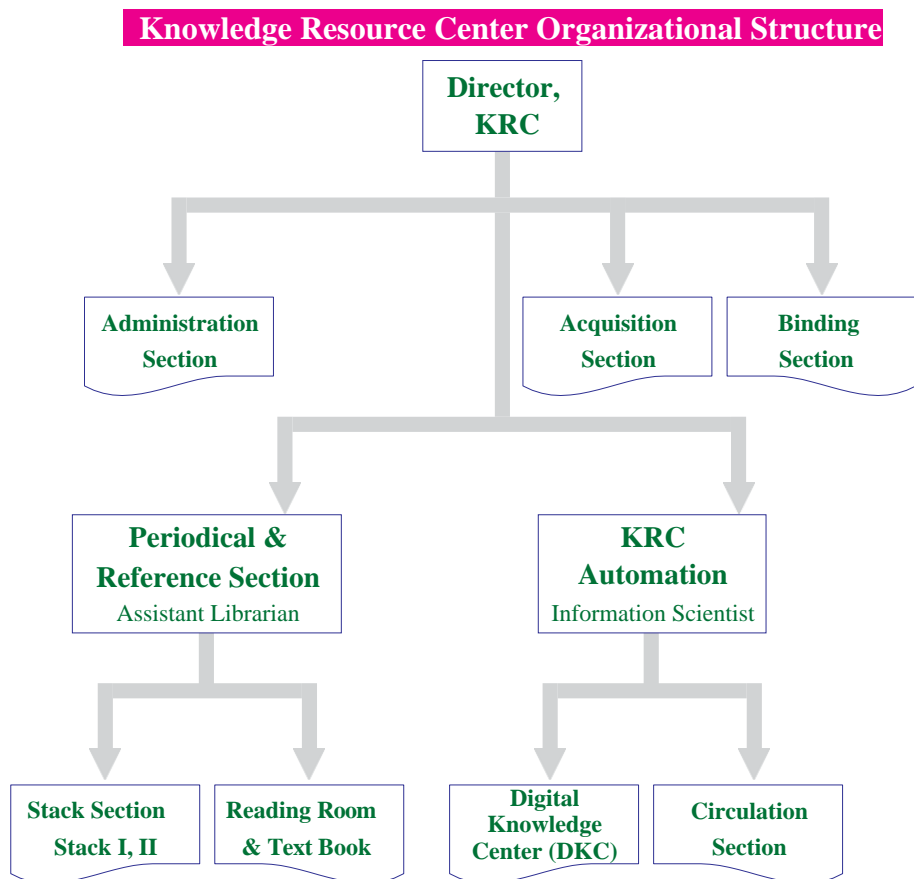 Knowledge Resource Center Organizational Structure
Director,
KRC
Administration
Section
Acquisition
Section
Binding
Section
Periodical &
Reference Section
Assistant Librarian
KRC
Automation
Information Scientist
Stack Section
Stack I, II
Reading Room
& Text Book
Digital
Knowledge
Center (DKC)
Circulation
Section